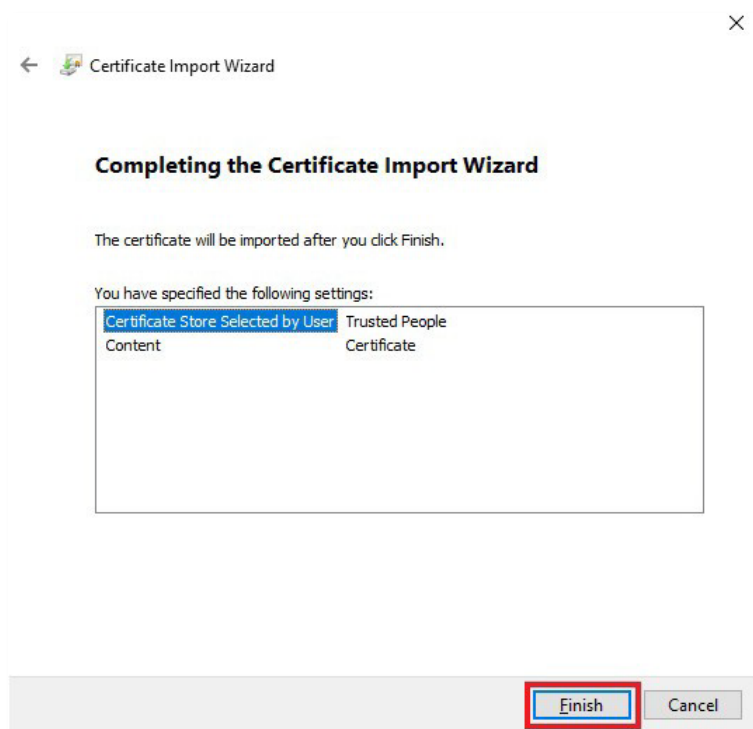 Certificate Import Wizard
Completing the Certificate Import Wizard
The certificate will be imported after you click Finish.
You have specified the following settings:
Certificate Store Selected by User Trusted People
Content Certificate
Finish Cancel